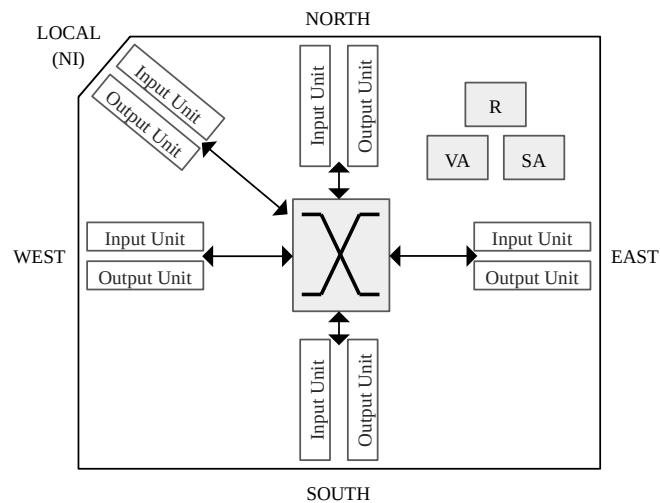 NORTH
LOCAL
(NI)
Input Unit
Output Unit
Input Unit
Output Unit
R
VA
SA
WEST
Input Unit
Output Unit
Input Unit
Output Unit
EAST
Input Unit
Output Unit
SOUTH